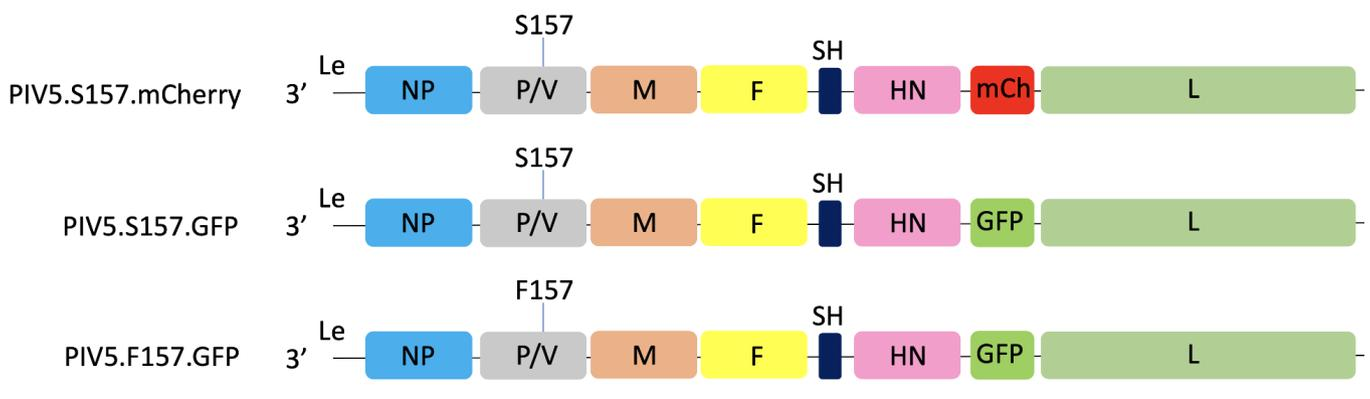 S157
PIV5.S157.mCherry 3’ Le NP P/V M F SH HN mCh L
S157
PIV5.S157.GFP 3’ Le NP P/V M F SH HN GFP L
F157
PIV5.F157.GFP 3’ Le NP P/V M F SH HN GFP L